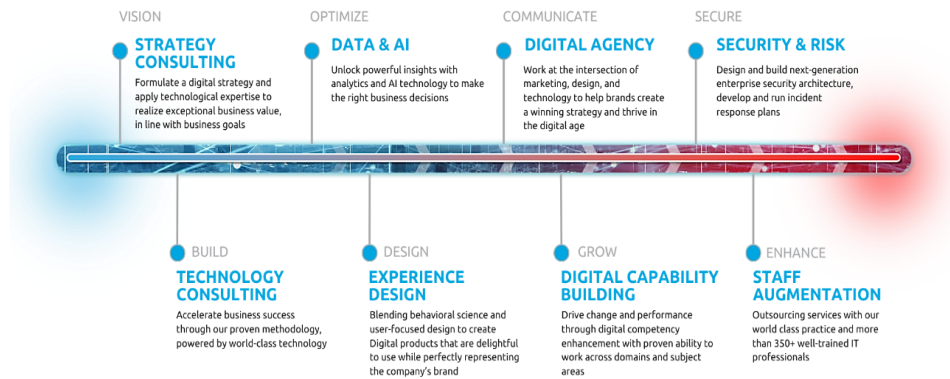 VISION
STRATEGY
CONSULTING
Formulate a digital strategy and
apply technological expertise to
realize exceptional business value,
in line with business goals
OPTIMIZE
DATA & AI
Unlock powerful insights with
analytics and AI technology to make
the right business decisions
COMMUNICATE
DIGITAL AGENCY
Work at the intersection of
marketing, design, and
technology to help brands create
a winning strategy and thrive in
the digital age
SECURE
SECURITY & RISK
Design and build next-generation
enterprise security architecture,
develop and run incident
response plans
BUILD
TECHNOLOGY
CONSULTING
Accelerate business success
through our proven methodology,
powered by world-class technology
DESIGN
EXPERIENCE
DESIGN
Blending behavioral science and
user-focused design to create
Digital products that are delightful
to use while perfectly representing
the company's brand
GROW
DIGITAL CAPABILITY
BUILDING
Drive change and performance
through digital competency
enhancement with proven ability to
work across domains and subject
areas
ENHANCE
STAFF
AUGMENTATION
Outsourcing services with our
world class practice and more
than 350+ well-trained IT
professionals